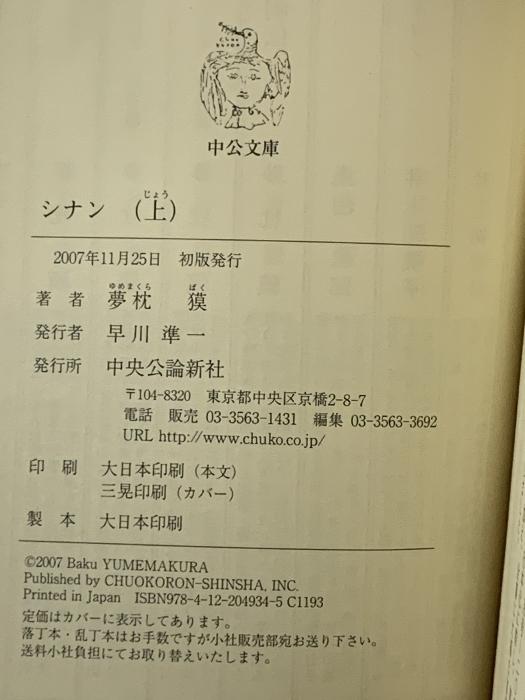 中公文庫
じょう
シナン (上)
2007年11月25日 初版発行
ゆめまくら ばく
著者 夢枕 獏
発行者 早川準一
発行所 中央公論新社
〒104-8320 東京都中央区京橋2-8-7
電話 販売 03-3563-1431 編集 03-3563-3692
URL http://www.chuko.co.jp/
印刷 大日本印刷（本文）
三晃印刷（カバー）
製本 大日本印刷
©2007 Baku YUMEMAKURA
Published by CHUOKORON-SHINSHA, INC.
Printed in Japan ISBN978-4-12-204934-5 C1193
定価はカバーに表示してあります。
落丁本・乱丁本はお手数ですが小社販売部宛お送り下さい。
送料小社負担にてお取り替えいたします。